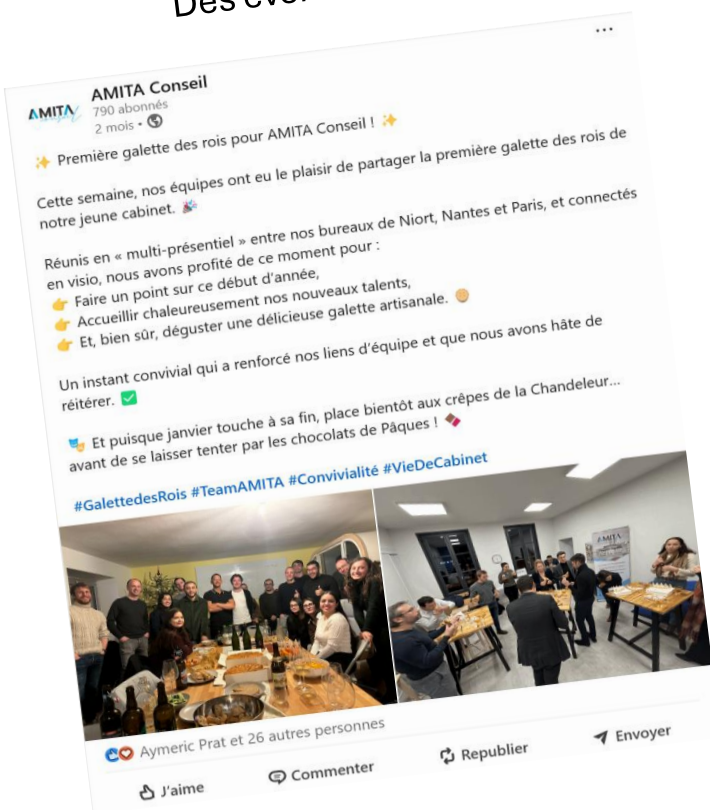 Des
...
AMITA Conseil
AMITA
790 abonnés
2 mois •
✨ Première galette des rois pour AMITA Conseil ! ✨
Cette semaine, nos équipes ont eu le plaisir de partager la première galette des rois de
notre jeune cabinet. 🎉
Réunis en « multi-présentiel » entre nos bureaux de Niort, Nantes et Paris, et connectés
en visio, nous avons profité de ce moment pour :
👉 Faire un point sur ce début d'année,
👉 Accueillir chaleureusement nos nouveaux talents,
👉 Et, bien sûr, déguster une délicieuse galette artisanale.
Un instant convivial qui a renforcé nos liens d'équipe et que nous avons hâte de
réitérer. ✅
🎭 Et puisque janvier touche à sa fin, place bientôt aux crêpes de la Chandeleur...
avant de se laisser tenter par les chocolats de Pâques ! 🍫
#GalettedesRois #TeamAMITA #Convivialité #VieDeCabinet
AMITA
Aymeric Prat et 26 autres personnes
J'aime
Commenter
Republier
Envoyer